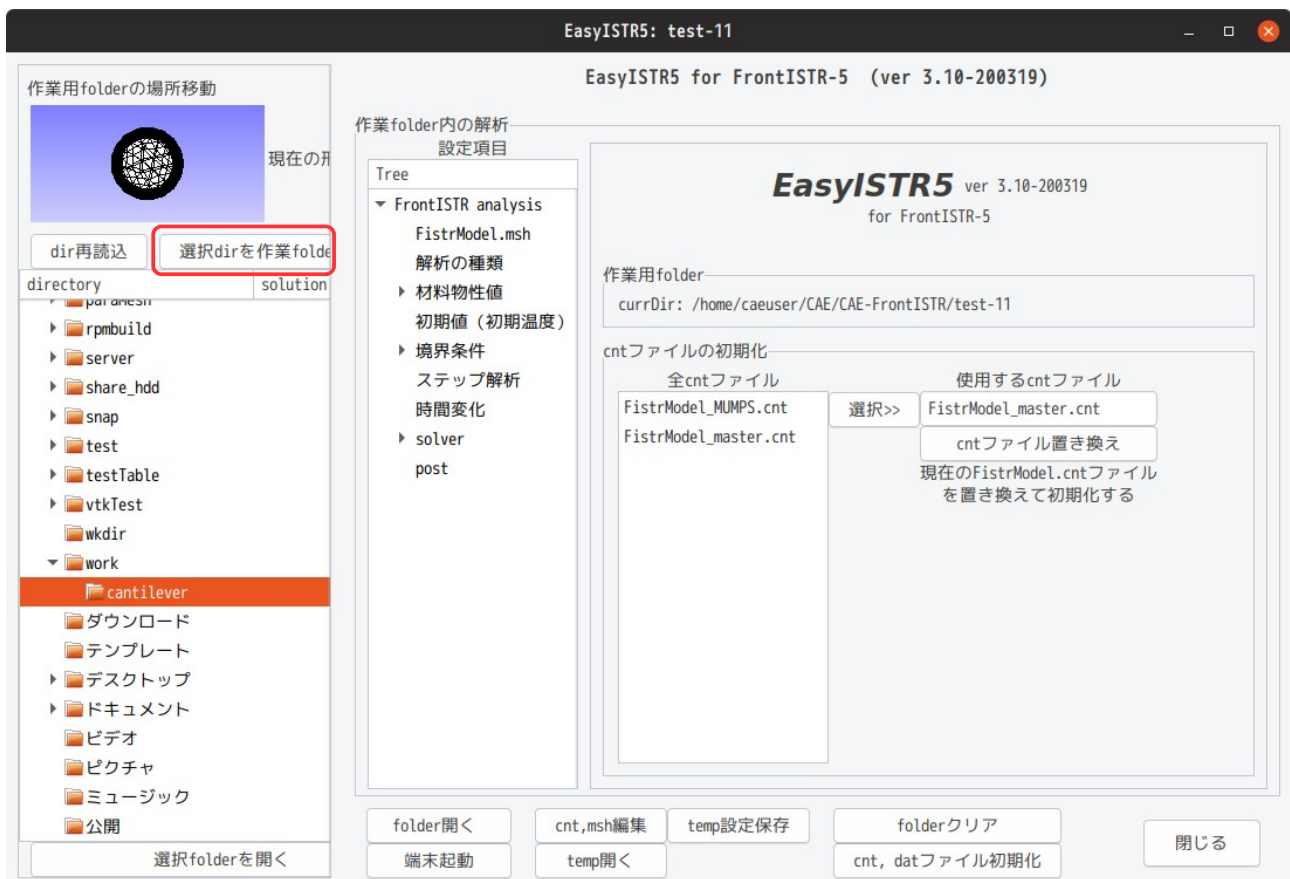 EasyISTR5: test-11
作業用folderの場所移動
現在の形
dir再読込
選択dirを作業folde
directory
solution
paramesh
rpmbuild
server
share_hdd
snap
test
testTable
vtkTest
wkdir
work
cantilever
ダウンロード
テンプレート
デスクトップ
ドキュメント
ビデオ
ピクチャ
ミュージック
公開
選択folderを開く
EasyISTR5 for FrontISTR-5 (ver 3.10-200319)
作業folder内の解析
設定項目
Tree
FrontISTR analysis
FistrModel.msh
解析の種類
材料物性値
初期値（初期温度）
境界条件
ステップ解析
時間変化
solver
post
EasyISTR5 ver 3.10-200319
for FrontISTR-5
作業用folder
currDir: /home/caeuser/CAE/CAE-FrontISTR/test-11
cntファイルの初期化
全cntファイル
FistrModel_MUMPS.cnt
FistrModel_master.cnt
選択>>
使用するcntファイル
FistrModel_master.cnt
cntファイル置き換え
現在のFistrModel.cntファイル
を置き換えて初期化する
folder開く
cnt,msh編集
temp設定保存
folderクリア
端末起動
temp開く
cnt, datファイル初期化
閉じる